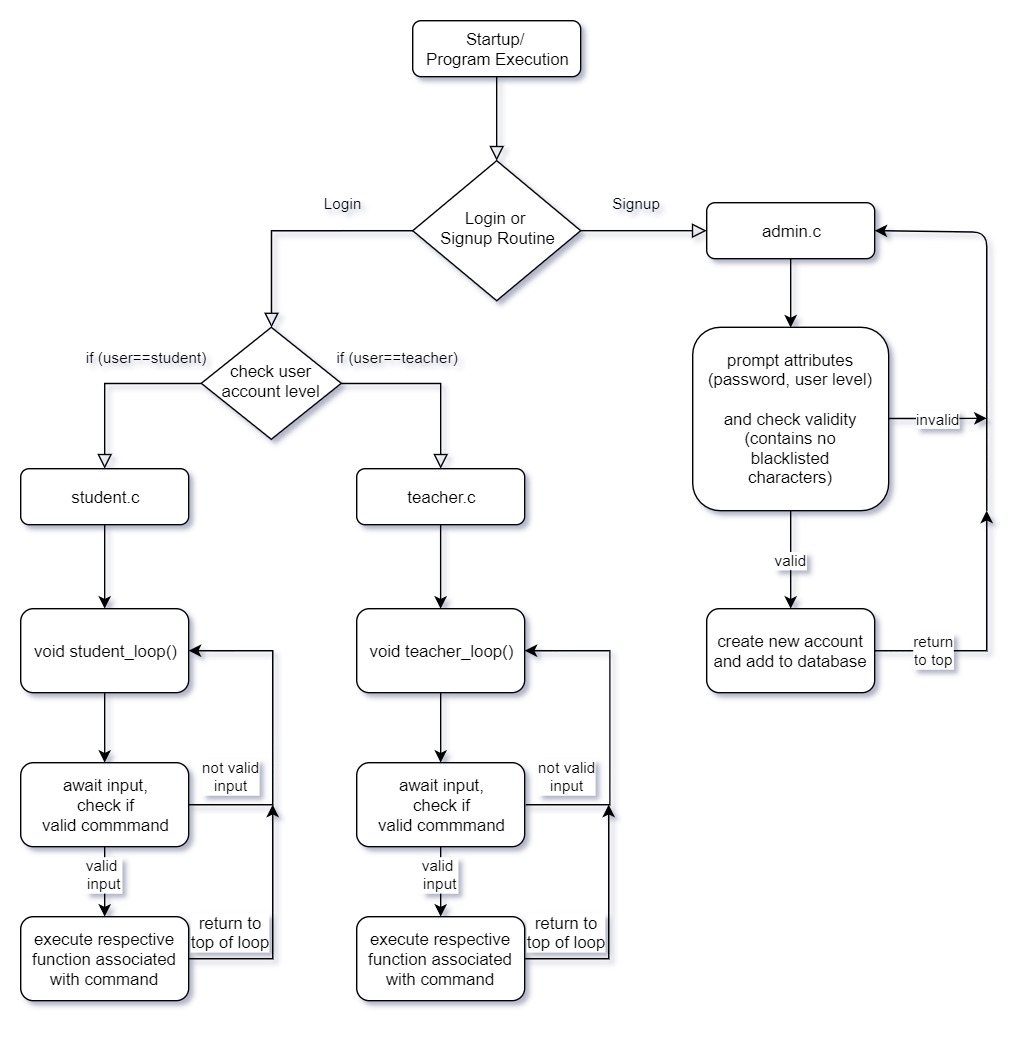 Startup/
Program Execution
Login
Login or
Signup Routine
Signup
admin.c
if (user==student)
check user
account level
if (user==teacher)
prompt attributes
(password, user level)
and check validity
(contains no
blacklisted
characters)
invalid
student.c
teacher.c
valid
void student_loop()
void teacher_loop()
create new account
and add to database
return
to top
await input,
check if
valid commmand
not valid
input
await input,
check if
valid commmand
not valid
input
valid
input
valid
input
execute respective
function associated
with command
return to
top of loop
execute respective
function associated
with command
return to
top of loop